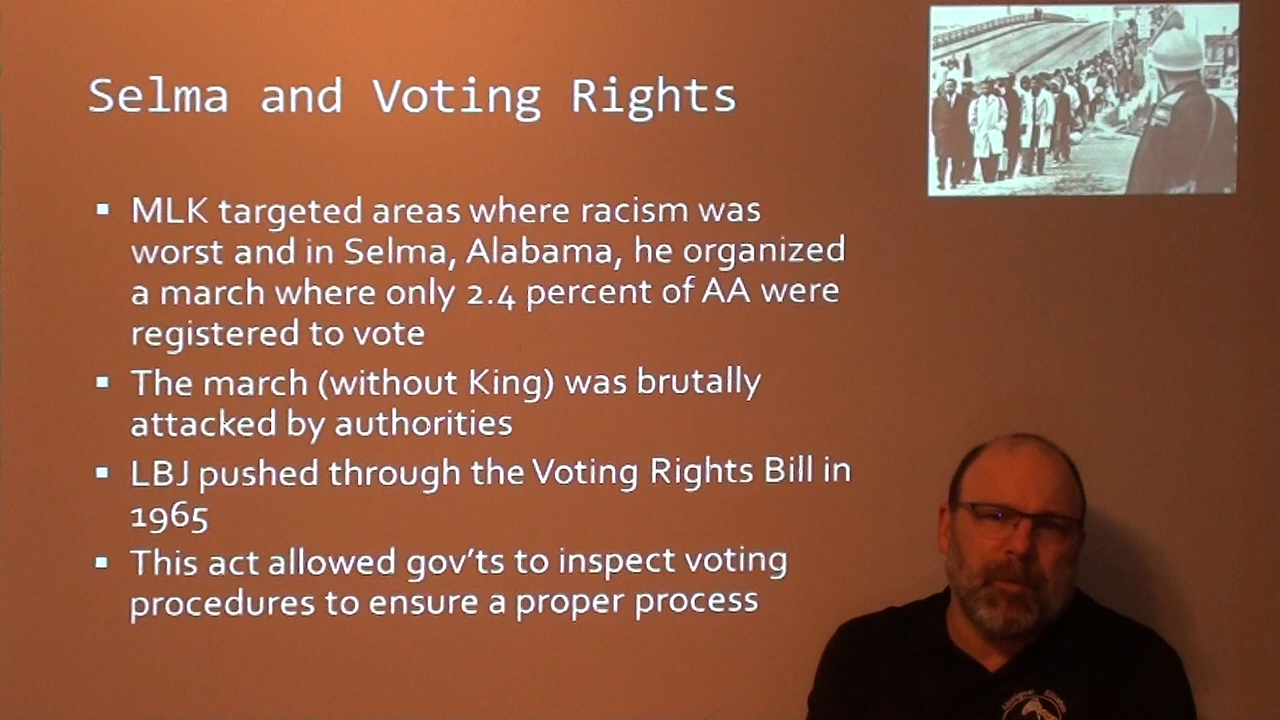 Selma and Voting Rights
▪ MLK targeted areas where racism was
worst and in Selma, Alabama, he organized
a march where only 2.4 percent of AA were
registered to vote
▪ The march (without King) was brutally
attacked by authorities
▪ LBJ pushed through the Voting Rights Bill in
1965
▪ This act allowed gov'ts to inspect voting
procedures to ensure a proper process